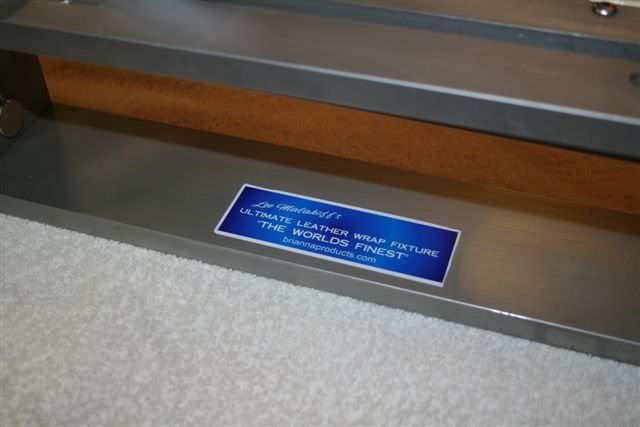 Lee Malakoff's
ULTIMATE LEATHER WRAP FIXTURE
"THE WORLDS FINEST"
briannaproducts.com